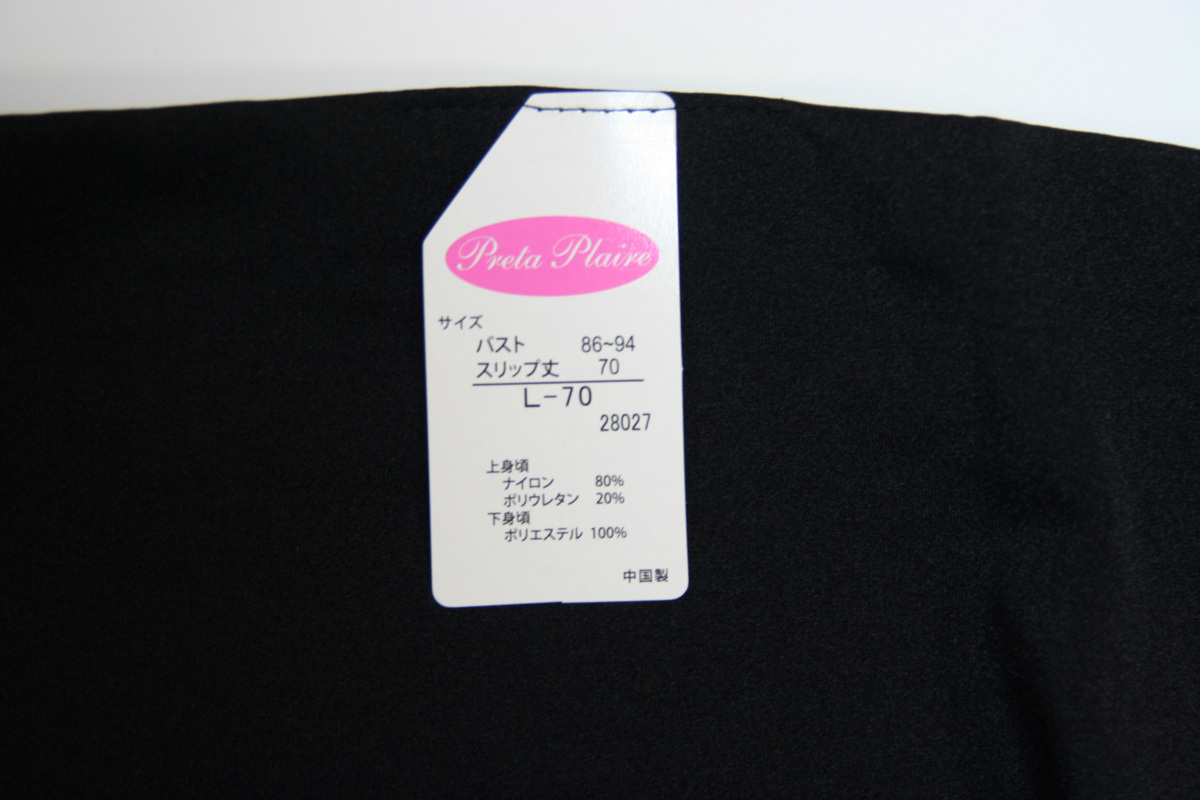 Preta Plaire
サイズ
バスト 86~94
スリップ丈 70
L-70
28027
上身頃
ナイロン 80%
ポリウレタン 20%
下身頃
ポリエステル 100%
中国製